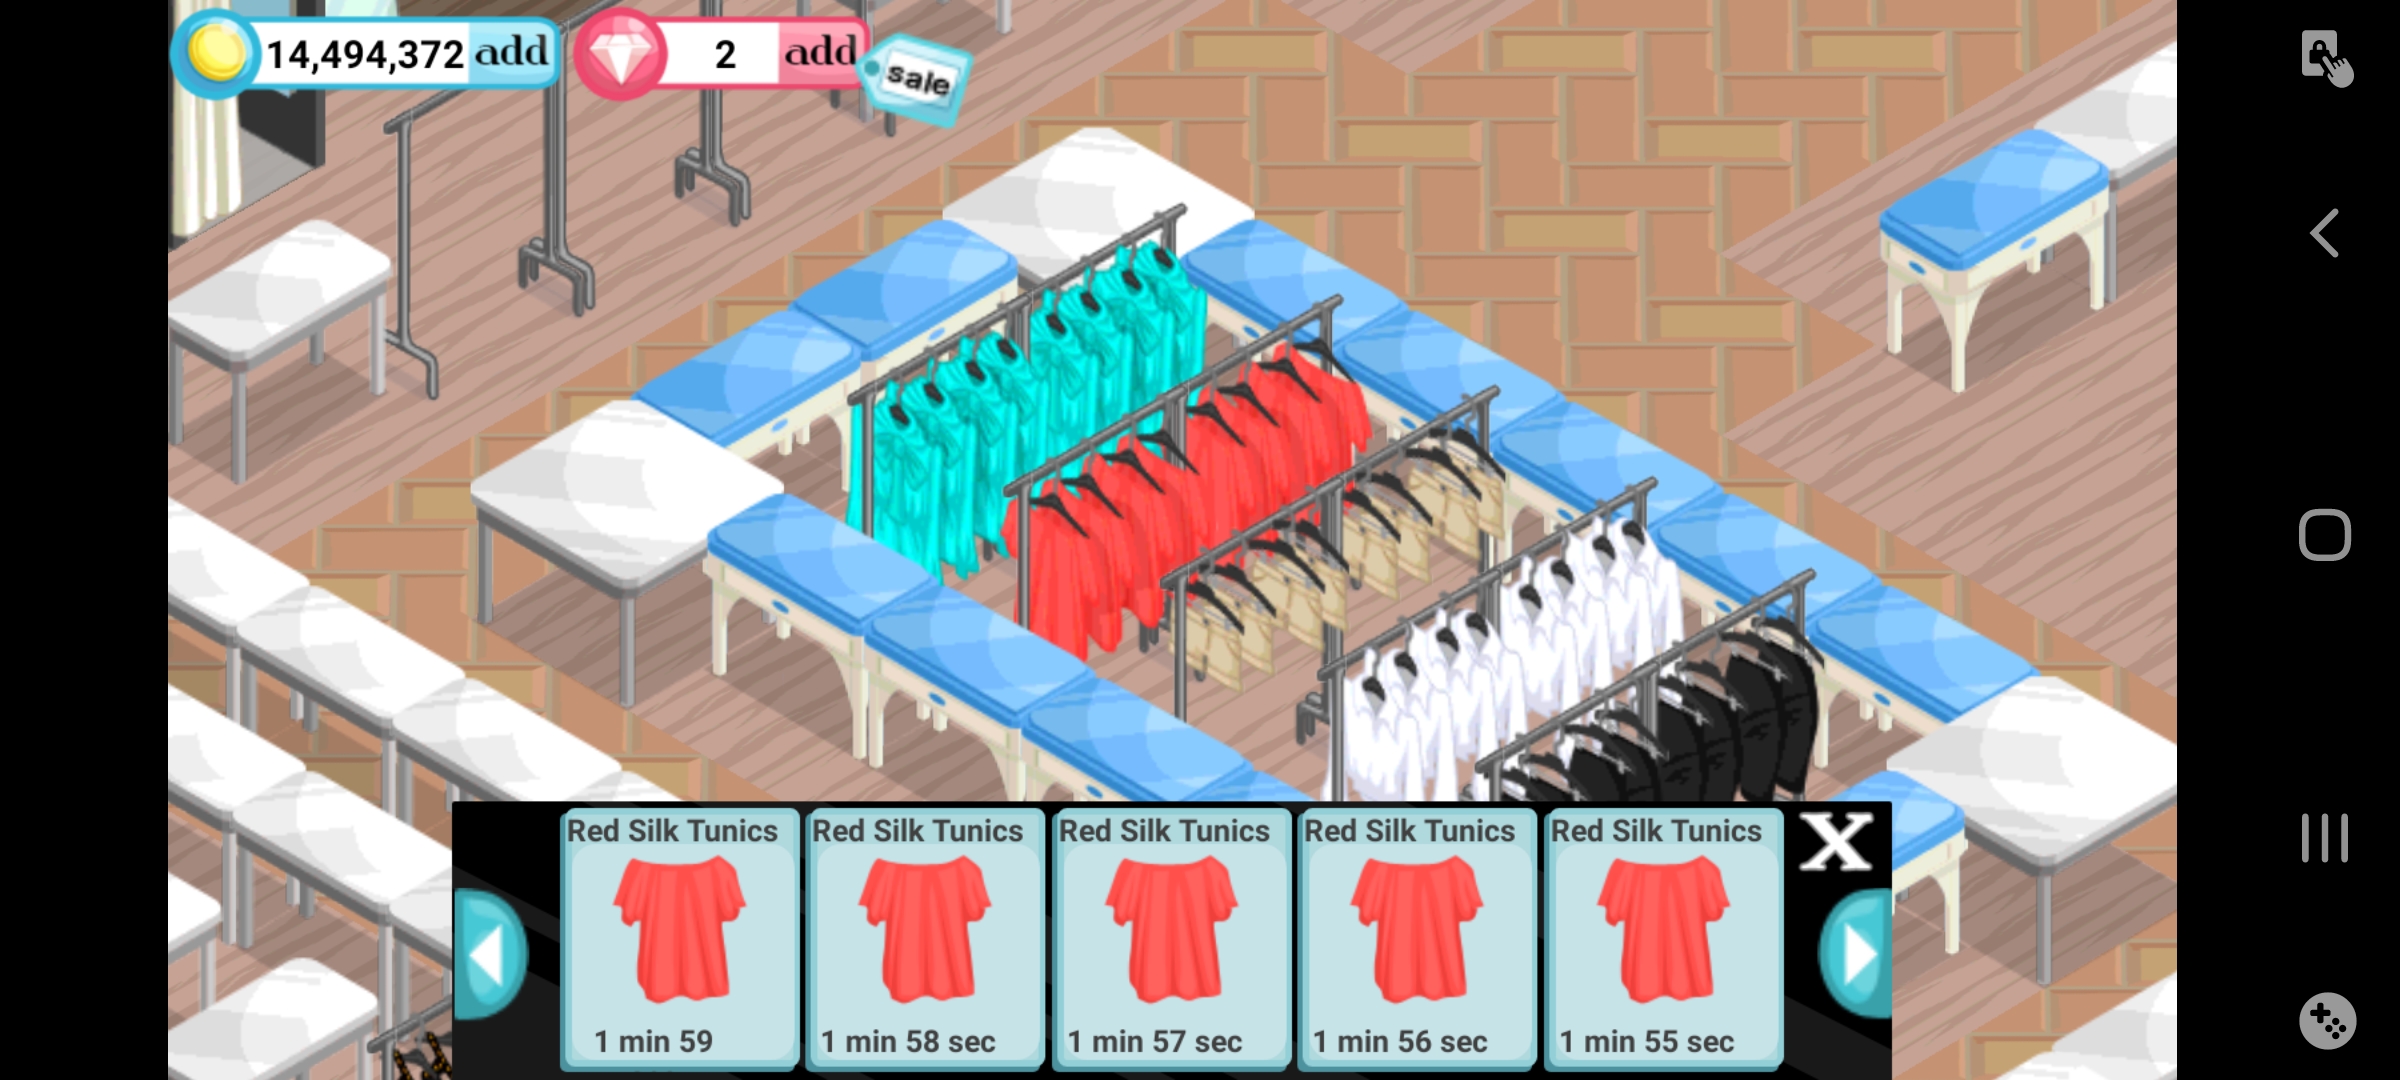 14,494,372 add
2 add
sale
Red Silk Tunics
1 min 59
Red Silk Tunics
1 min 58 sec
Red Silk Tunics
1 min 57 sec
Red Silk Tunics
1 min 56 sec
Red Silk Tunics
1 min 55 sec
X